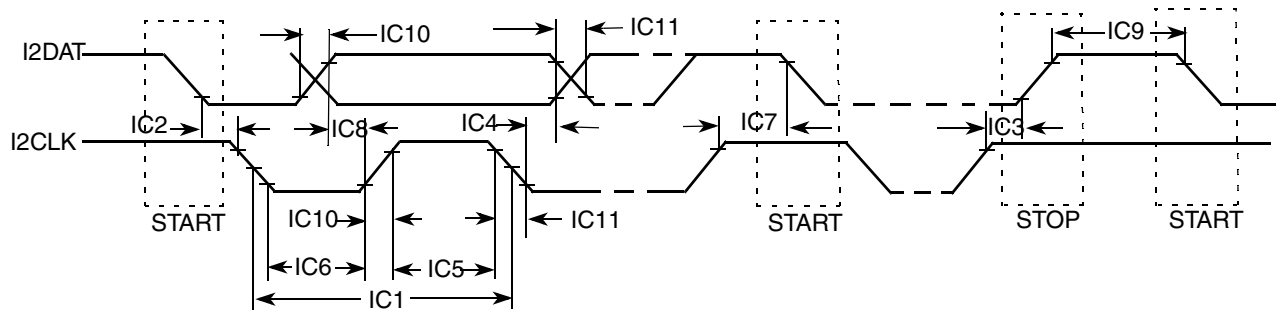 IC10
IC11
IC9
I2DAT
IC2
IC8
IC4
IC7
IC3
I2CLK
START
IC10
IC11
START
STOP
START
IC6
IC5
IC1